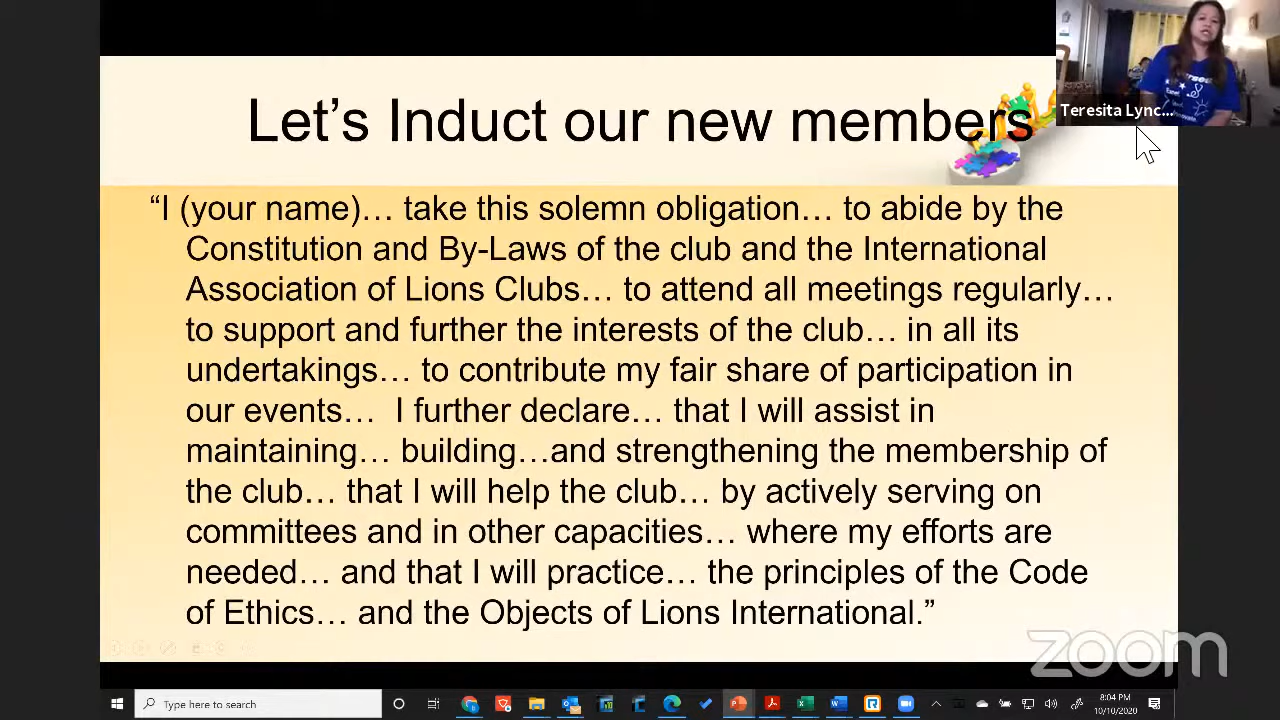 Let's Induct our new members
Teresita Lync...
“I (your name)… take this solemn obligation… to abide by the
Constitution and By-Laws of the club and the International
Association of Lions Clubs… to attend all meetings regularly…
to support and further the interests of the club… in all its
undertakings… to contribute my fair share of participation in
our events…  I further declare… that I will assist in
maintaining… building…and strengthening the membership of
the club… that I will help the club… by actively serving on
committees and in other capacities… where my efforts are
needed… and that I will practice… the principles of the Code
of Ethics… and the Objects of Lions International.”
zoom
Type here to search
8:04 PM
10/10/2020